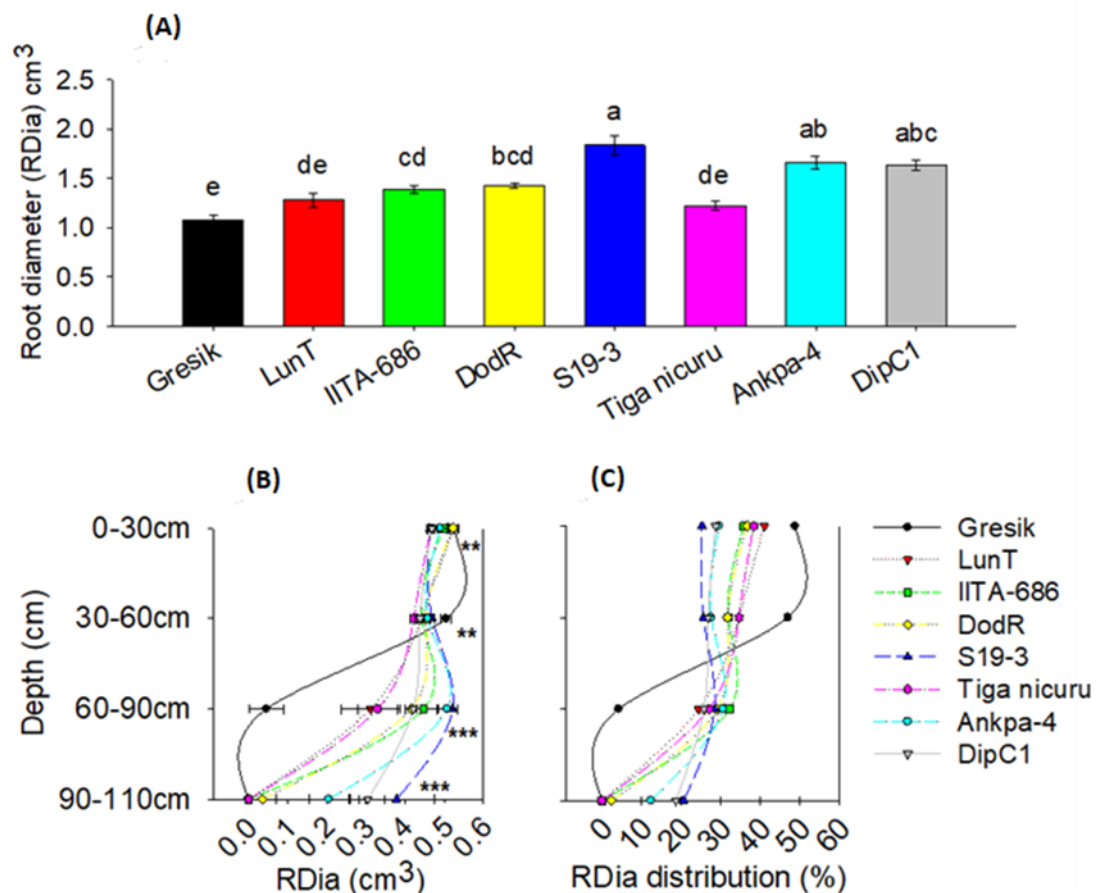 (A)
Root diameter (RDia) cm³
2.5
2.0
1.5
1.0
0.5
0.0
e
de
cd
bcd
a
de
ab
abc
Gresik
LunT
IITA-686
DodR
S19-3
Tiga nicuru
Ankpa-4
DipC1
(B)
Depth (cm)
0-30cm
30-60cm
60-90cm
90-110cm
**
**
***
***
0.0
0.1
0.2
0.3
0.4
0.5
0.6
RDia (cm³)
(C)
0
10
20
30
40
50
60
RDia distribution (%)
Gresik
LunT
IITA-686
DodR
S19-3
Tiga nicuru
Ankpa-4
DipC1